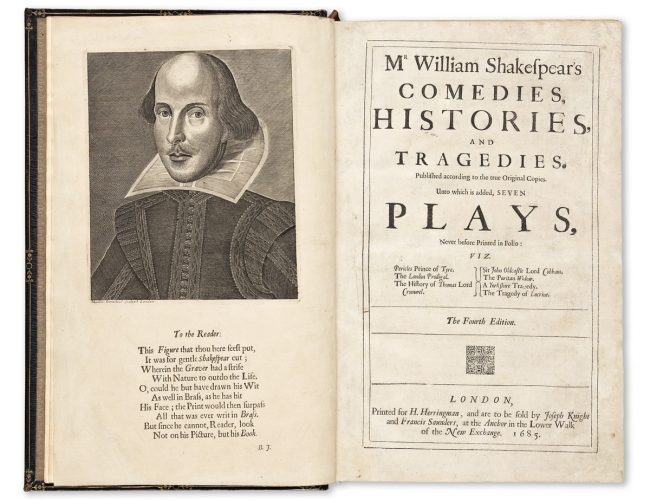 To the Reader:
This Figure that thou here seeſt put,
It was for gentle Shakeſpear cut;
Wherein the Graver had a ſtrife
With Nature to outdo the Life.
O, could he but have drawn his Wit
As well in Braſs, as he has hit
His Face; the Print would then ſurpaſs
All that was ever writ in Braſs.
But ſince he cannot, Reader, look
Not on his Picture, but his Book.
B. J.
Mr William Shakeſpear's
COMEDIES,
HISTORIES,
AND
TRAGEDIES.
Publiſhed according to the true Original Copies.
Unto which is added, SEVEN
PLAYS,
Never before Printed in Folio:
VIZ.
Pericles Prince of Tyre.
The London Prodigal.
The Hiſtory of Thomas Lord
Cromwel.
Sir John Oldcaſtle Lord Cobham.
The Puritan Widow.
A Yorkſhire Tragedy.
The Tragedy of Locrine.
The Fourth Edition.
LONDON,
Printed for H. Herringman, and are to be ſold by Joſeph Knight
and Francis Saunders, at the Anchor in the Lower Walk
of the New Exchange. 1685.